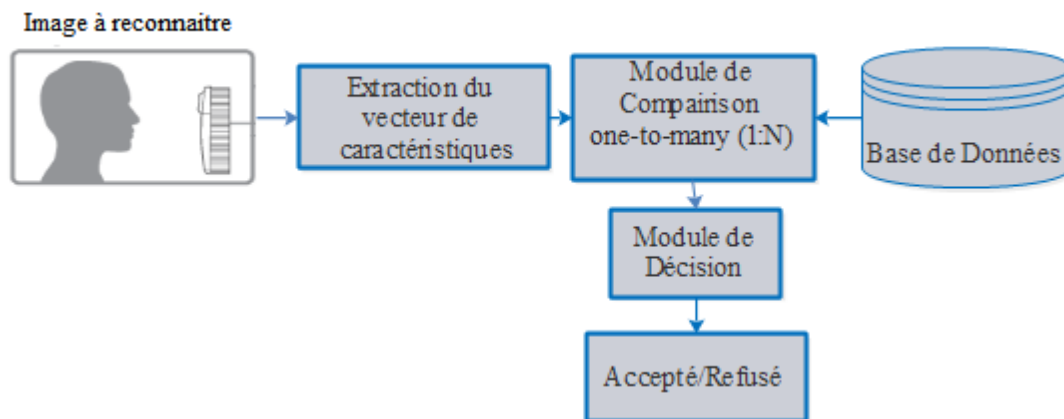 Image à reconnaitre
Extraction du
vecteur de
caractéristiques
Module de
Compairison
one-to-many (1:N)
Base de Données
Module de
Décision
Accepté/Refusé